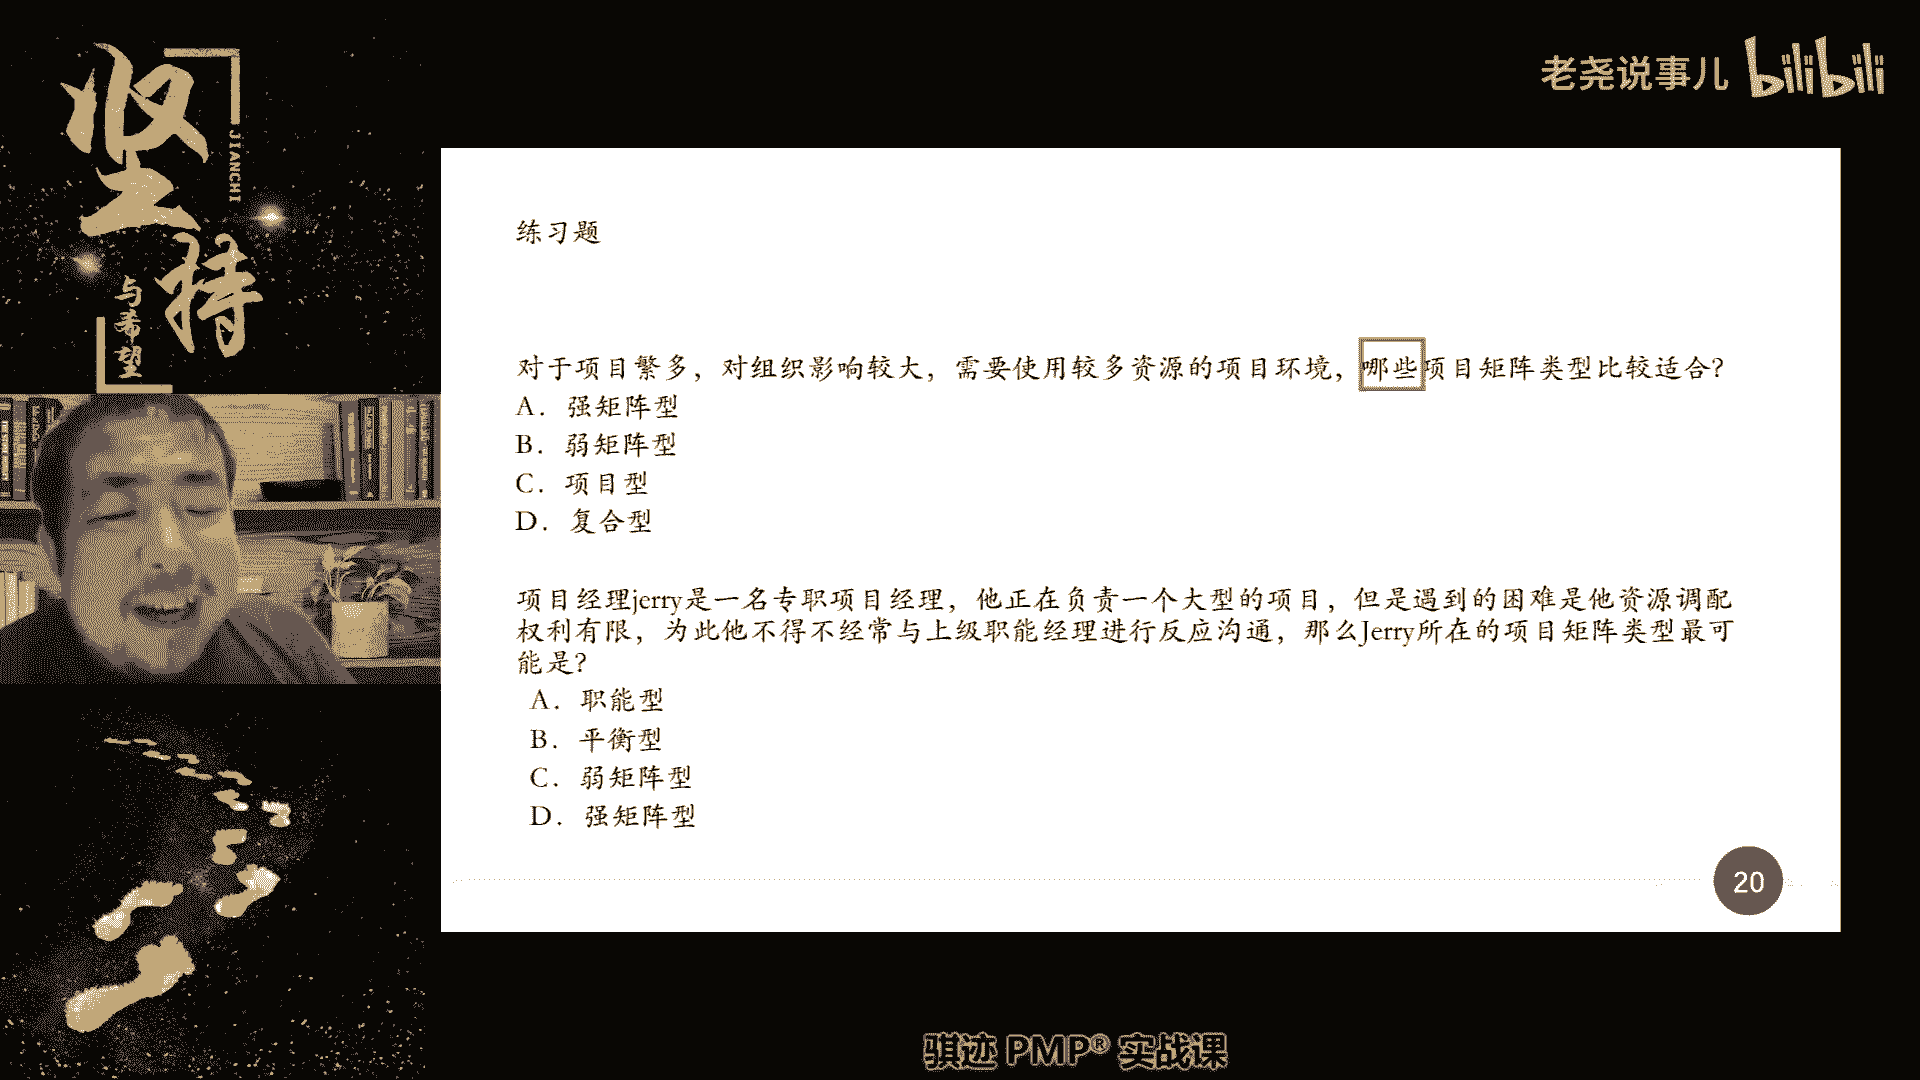 坚持
JIANCHI
与希望
老尧说事儿 bilibili
练习题
对于项目繁多，对组织影响较大，需要使用较多资源的项目环境，哪些项目矩阵类型比较适合？
A．强矩阵型
B．弱矩阵型
C．项目型
D．复合型
项目经理jerry是一名专职项目经理，他正在负责一个大型的项目，但是遇到的困难是他资源调配
权利有限，为此他不得不经常与上级职能经理进行反应沟通，那么Jerry所在的项目矩阵类型最可
能是？
A．职能型
B．平衡型
C．弱矩阵型
D．强矩阵型
20
骐迹 PMP® 实战课